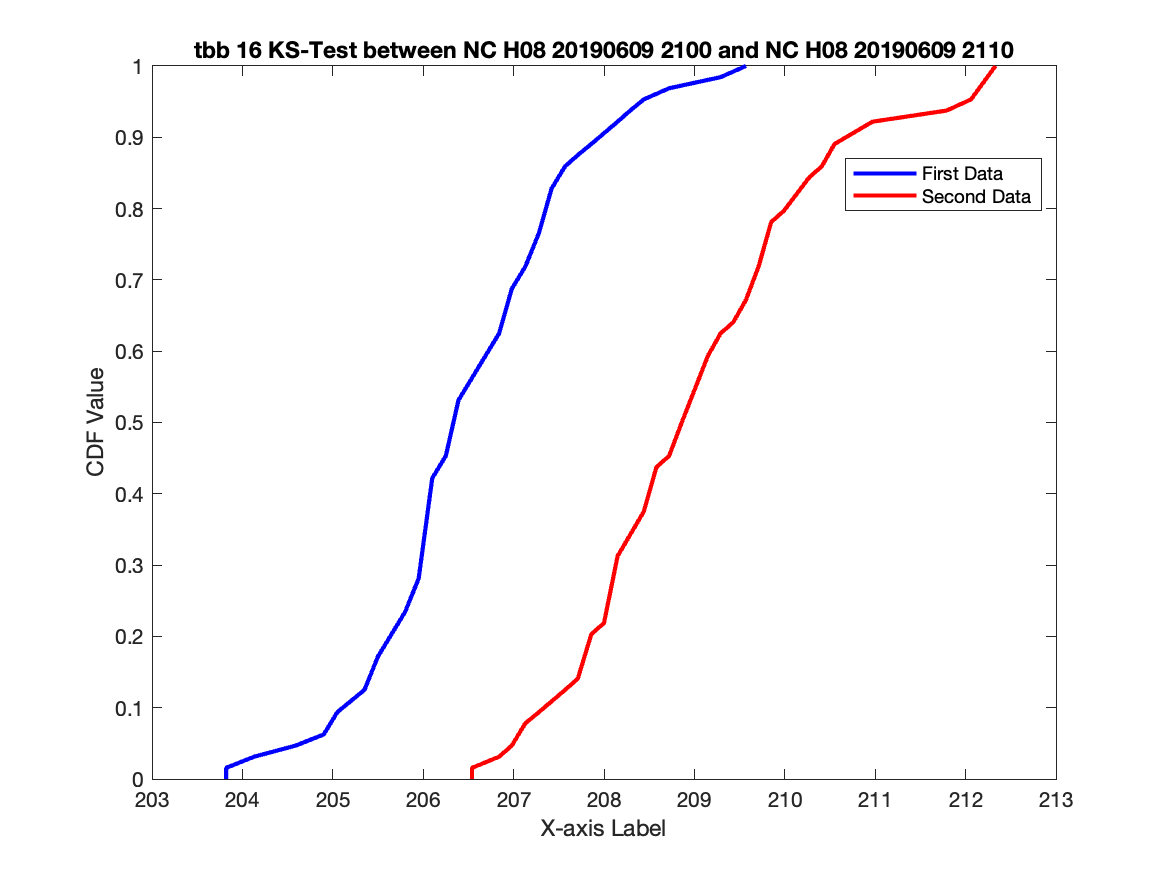 tbb 16 KS-Test between NC H08 20190609 2100 and NC H08 20190609 2110
1
0.9
0.8
0.7
0.6
0.5
0.4
0.3
0.2
0.1
0
CDF Value
First Data
Second Data
203 204 205 206 207 208 209 210 211 212 213
X-axis Label